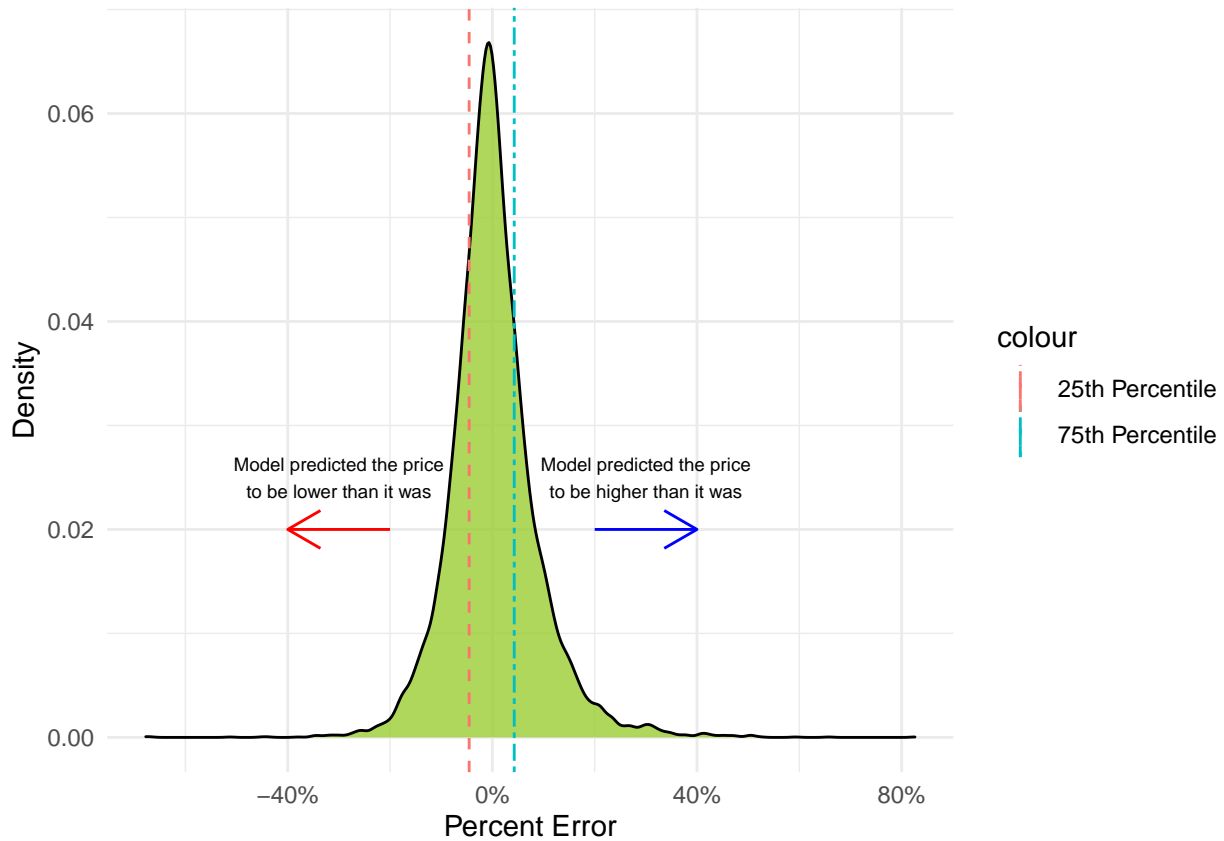 0.06
0.04
0.02
0.00
Density
Model predicted the price
to be lower than it was
Model predicted the price
to be higher than it was
−40%
0%
40%
80%
Percent Error
colour
25th Percentile
75th Percentile